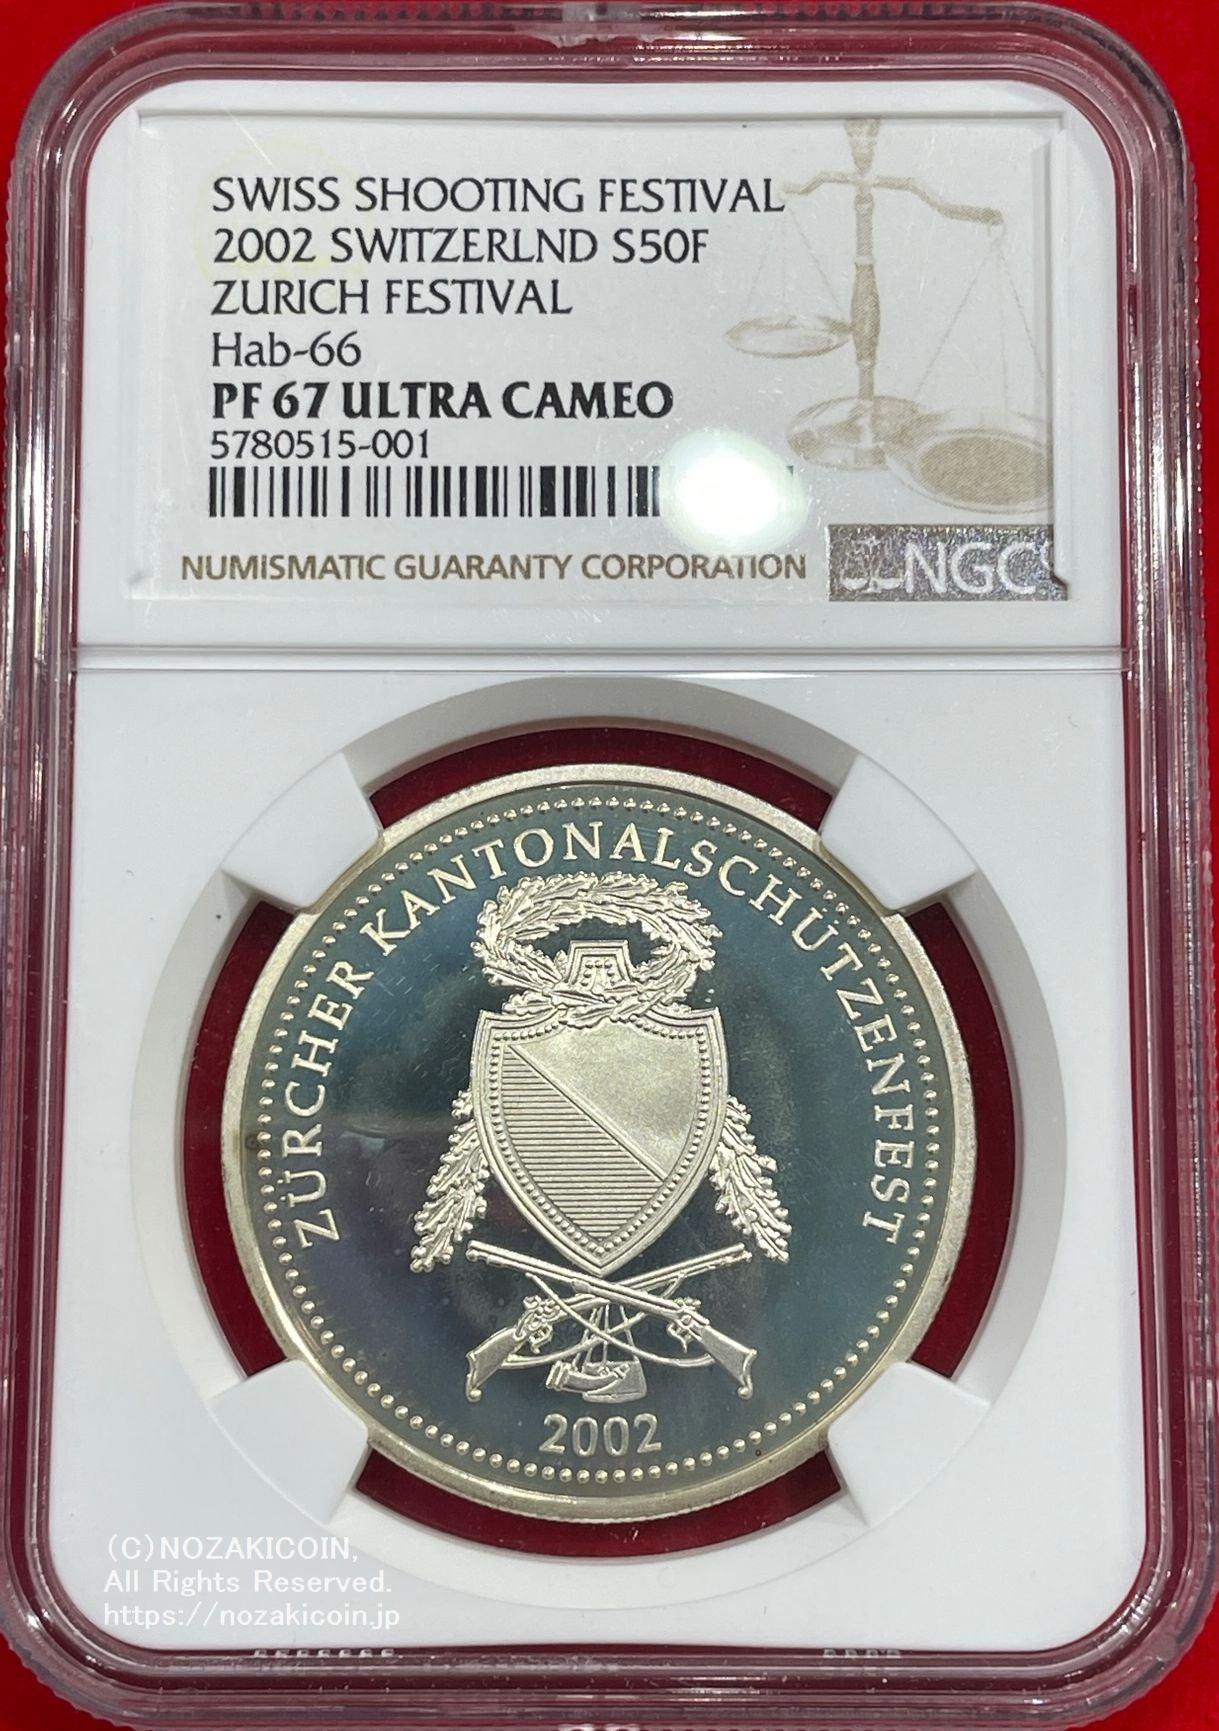 SWISS SHOOTING FESTIVAL
2002 SWITZERLND S50F
ZURICH FESTIVAL
Hab-66
PF 67 ULTRA CAMEO
5780515-001
NUMISMATIC GUARANTY CORPORATION
NGC
ZÜRCHER KANTONALSCHÜTZENFEST
2002
(C)NOZAKICOIN,
All Rights Reserved.
https://nozakicoin.jp